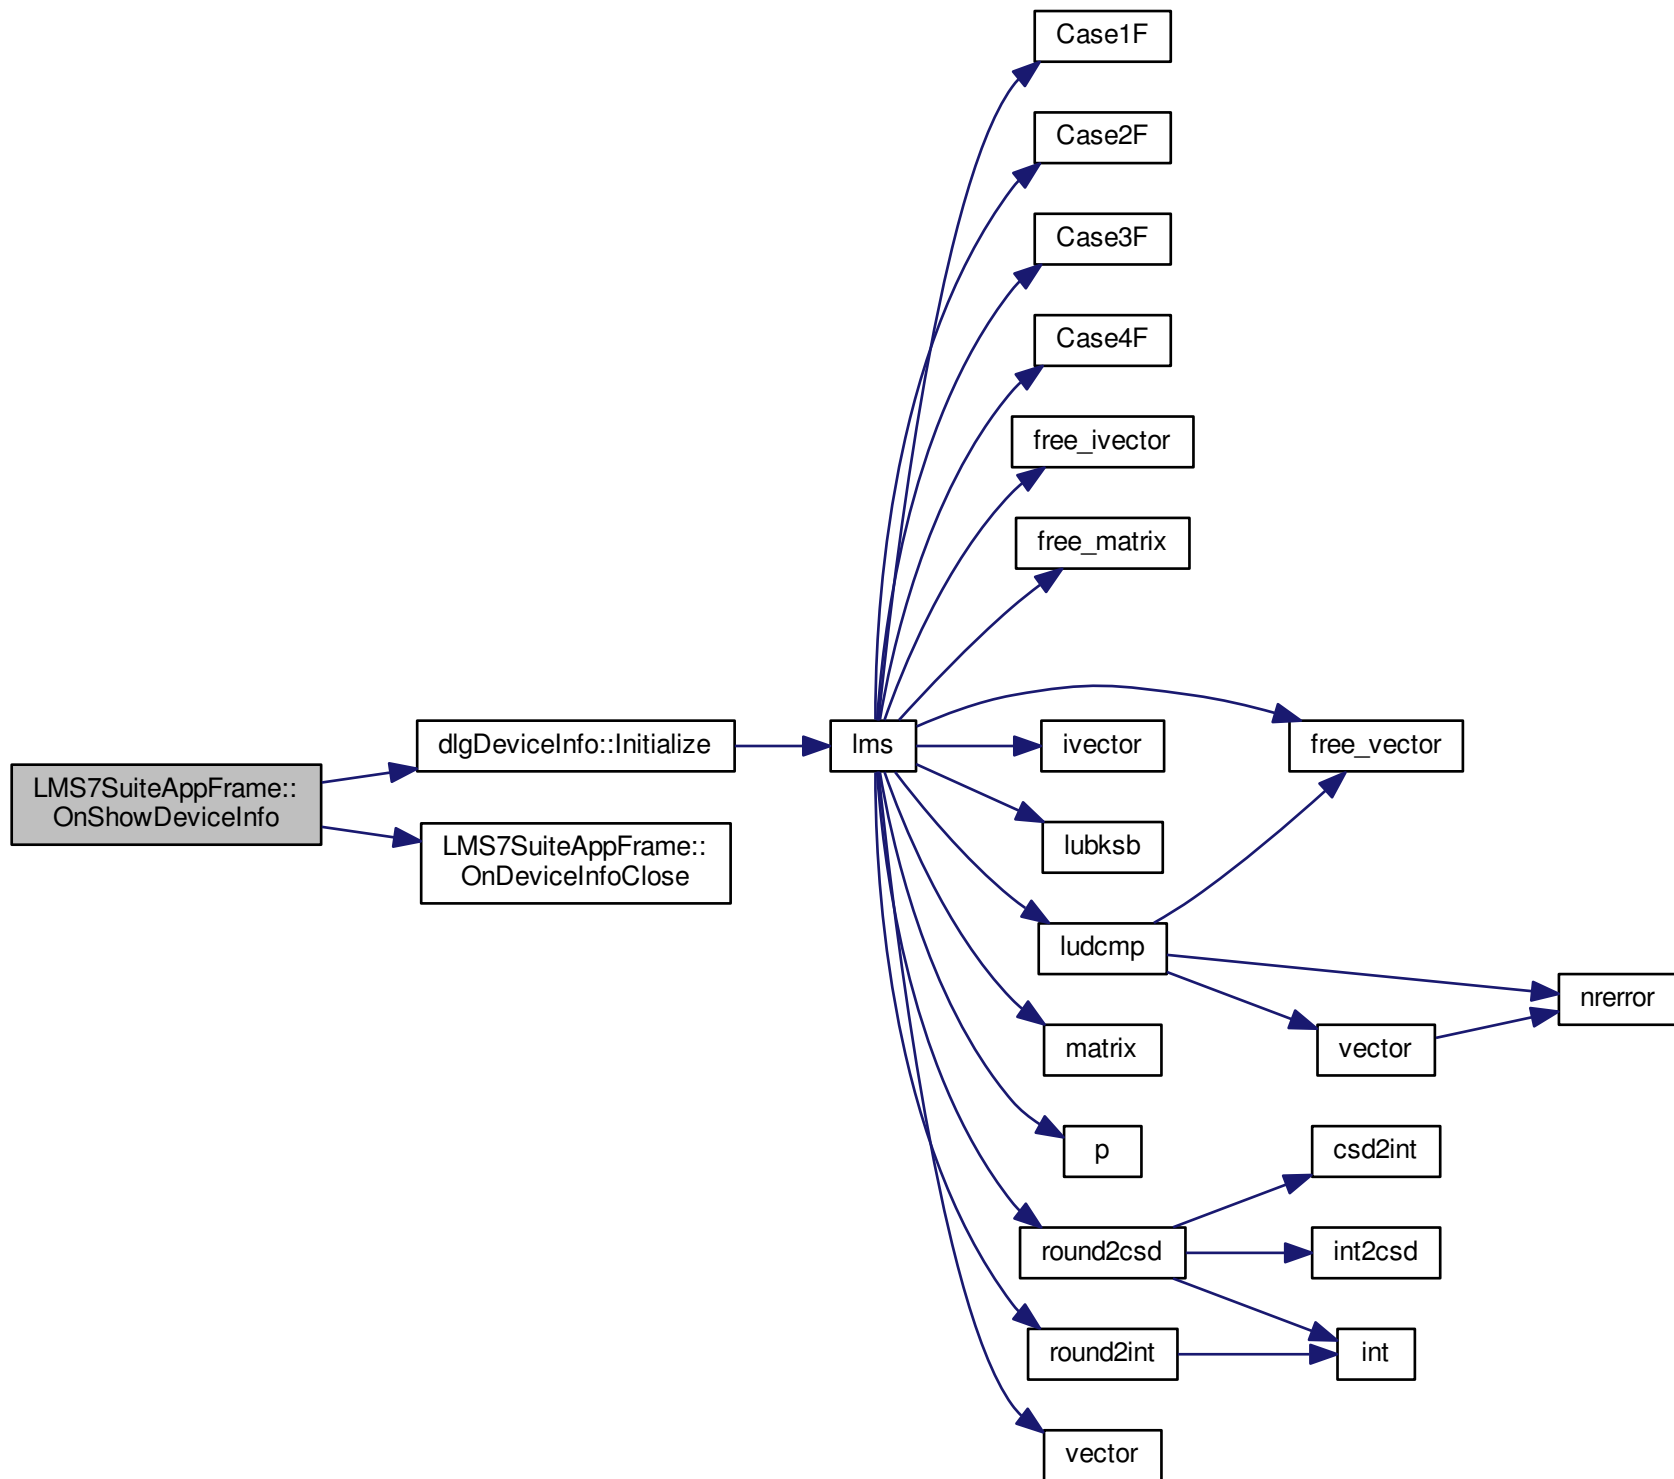 Case1F
Case2F
Case3F
Case4F
free_ivector
free_matrix
LMS7SuiteAppFrame::
OnShowDeviceInfo
dlgDeviceInfo::Initialize
lms
ivector
free_vector
LMS7SuiteAppFrame::
OnDeviceInfoClose
lubksb
ludcmp
nrerror
matrix
vector
p
csd2int
round2csd
int2csd
round2int
int
vector